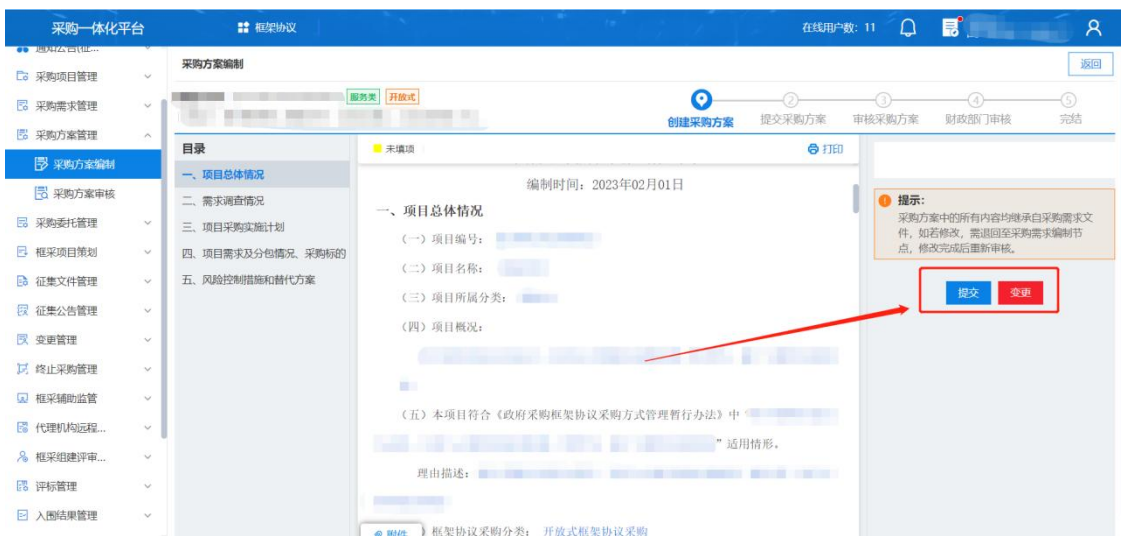 采购一体化平台
框架协议
在线用户数: 11
通知公告(征...
采购项目管理
采购需求管理
采购方案管理
采购方案编制
采购方案审核
采购委托管理
框采项目策划
征集文件管理
征集公告管理
变更管理
终止采购管理
框采辅助监管
代理机构远程...
框采组建评审...
评标管理
入围结果管理
采购方案编制
返回
服务类 开放式
创建采购方案
2
提交采购方案
3
审核采购方案
4
财政部门审核
5
完结
目录
一、项目总体情况
二、需求调查情况
三、项目采购实施计划
四、项目需求及分包情况、采购标的
五、风险控制措施和替代方案
未填项
打印
编制时间：2023年02月01日
一、项目总体情况
（一）项目编号：
（二）项目名称：
（三）项目所属分类：
（四）项目概况：
（五）本项目符合《政府采购框架协议采购方式管理暂行办法》中“
”适用情形。
理由描述：
）框架协议采购分类： 开放式框架协议采购
附件
提示:
采购方案中的所有内容均继承自采购需求文
件，如若修改，需退回至采购需求编制节
点，修改完成后重新审核。
提交 变更